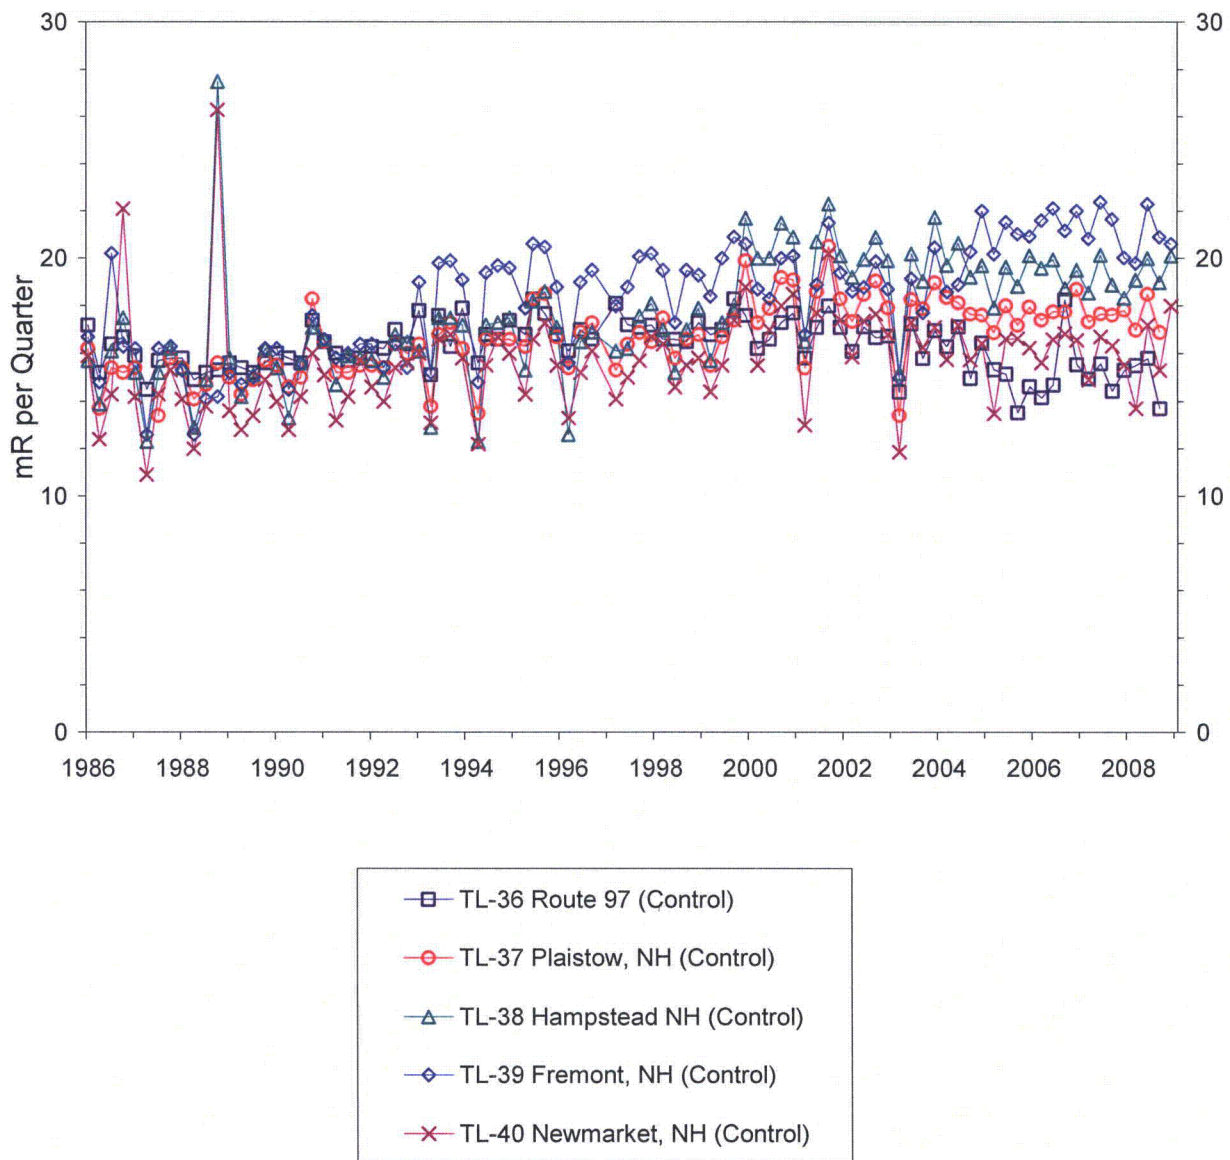 30
30
20
20
mR per Quarter
10
10
0
0
1986 1988 1990 1992 1994 1996 1998 2000 2002 2004 2006 2008
TL-36 Route 97 (Control)
TL-37 Plaistow, NH (Control)
TL-38 Hampstead NH (Control)
TL-39 Fremont, NH (Control)
TL-40 Newmarket, NH (Control)